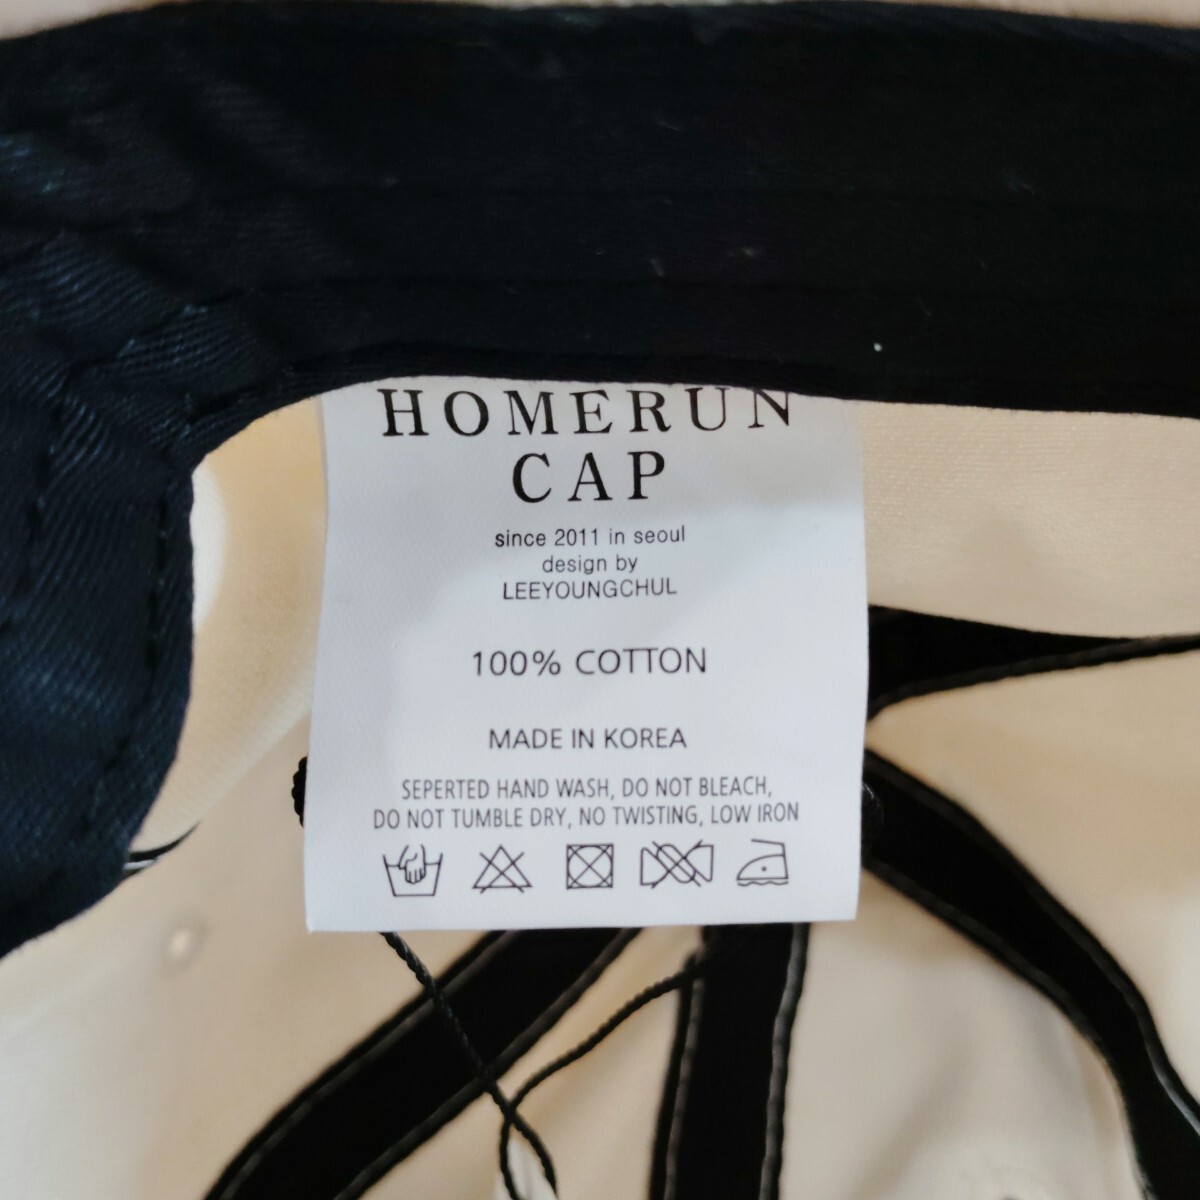 HOMERUN
CAP
since 2011 in seoul
design by
LEEYOUNGCHUL
100% COTTON
MADE IN KOREA
SEPERTED HAND WASH, DO NOT BLEACH,
DO NOT TUMBLE DRY, NO TWISTING, LOW IRON